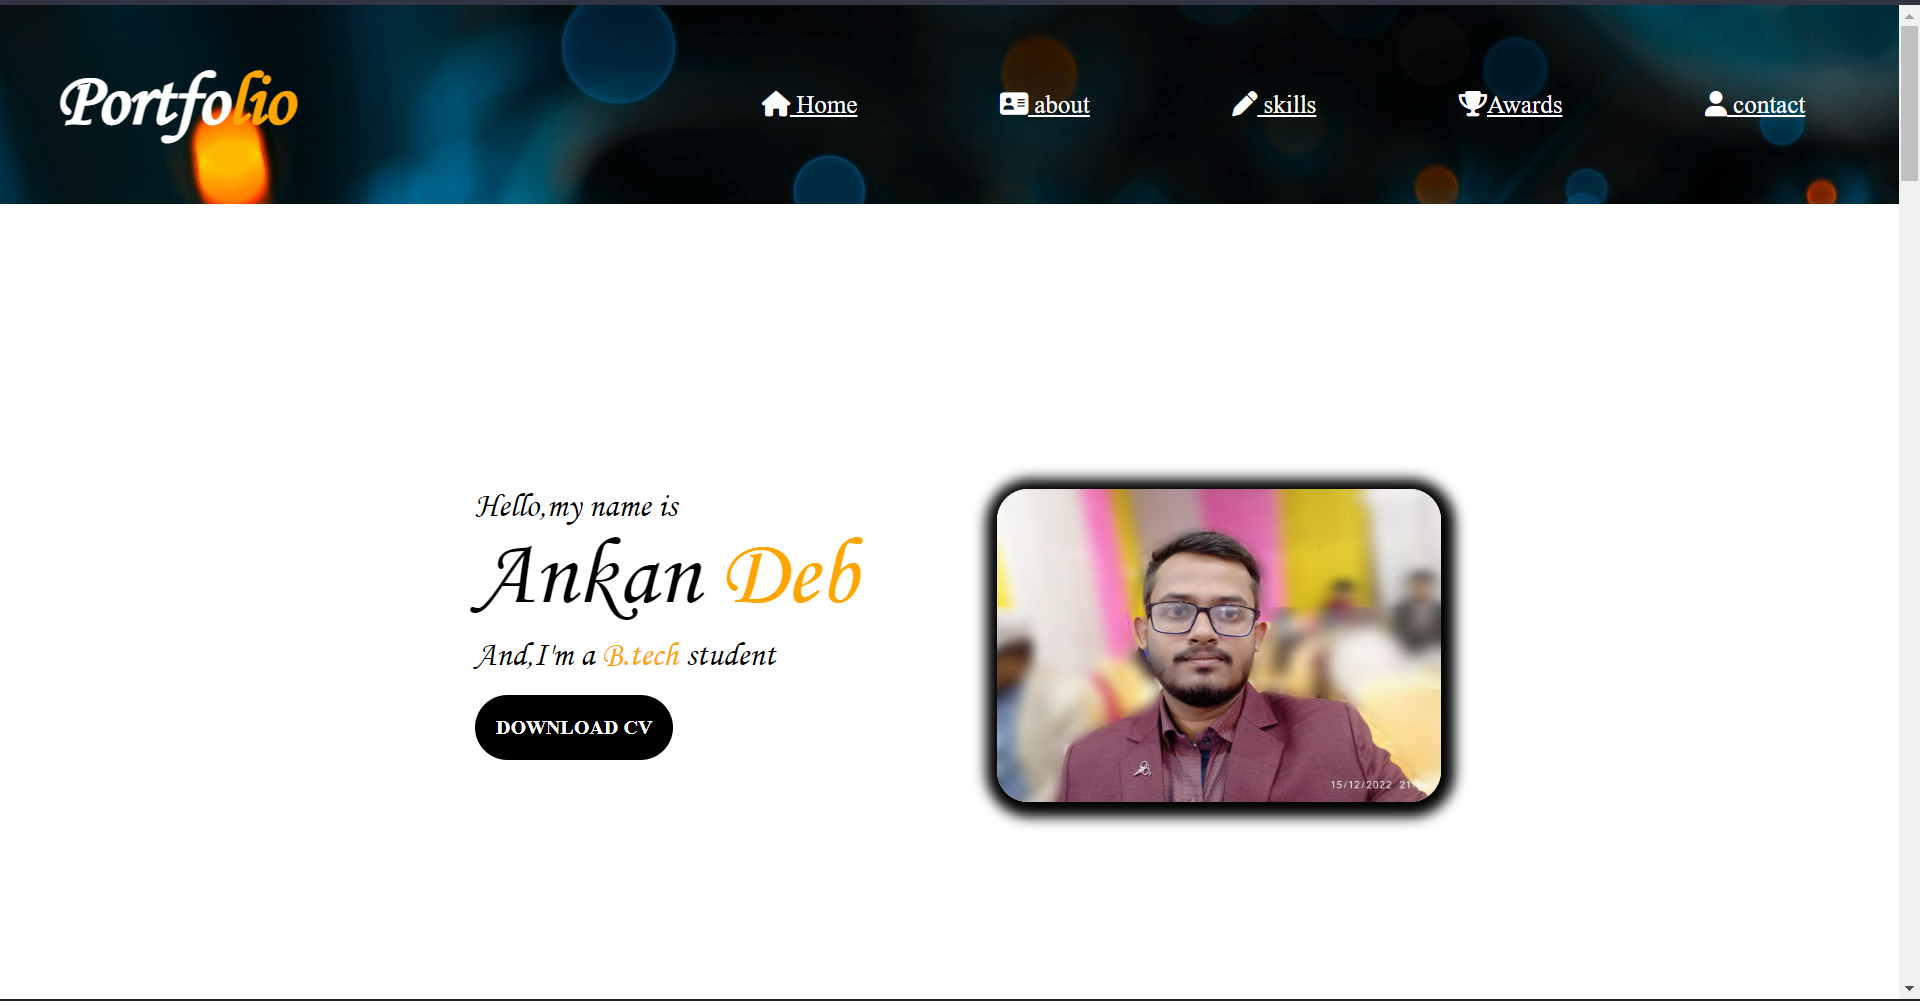 Portfolio
Home
about
skills
Awards
contact
Hello,my name is
Ankan Deb
And,I'm a B.tech student
DOWNLOAD CV
15/12/2022 21: